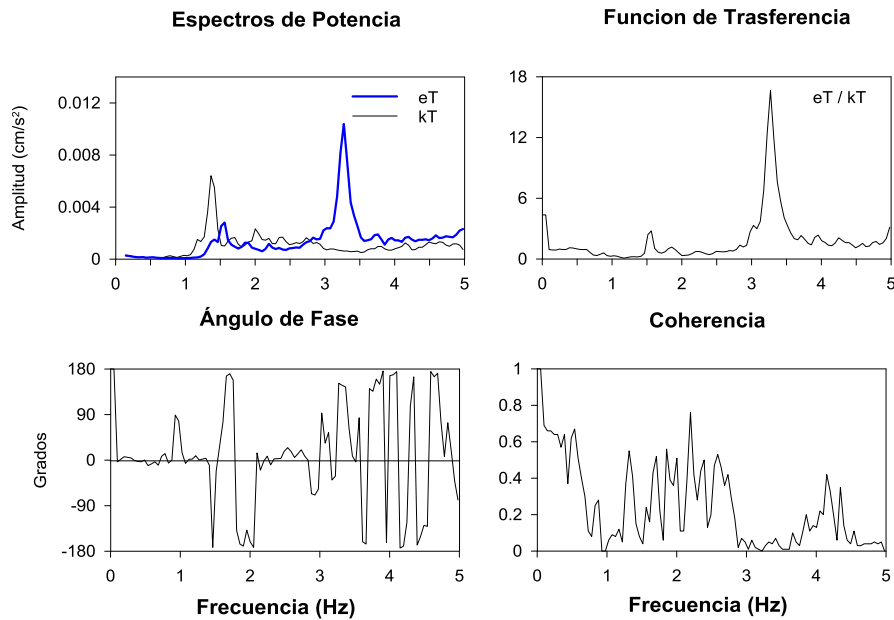 Espectros de Potencia
Funcion de Trasferencia
Amplitud (cm/s²)
0.012
0.008
0.004
0
eT
kT
0 1 2 3 4 5
18
12
6
0
eT / kT
0 1 2 3 4 5
Ángulo de Fase
Coherencia
Grados
180
90
0
-90
-180
0 1 2 3 4 5
Frecuencia (Hz)
1
0.8
0.6
0.4
0.2
0
0 1 2 3 4 5
Frecuencia (Hz)